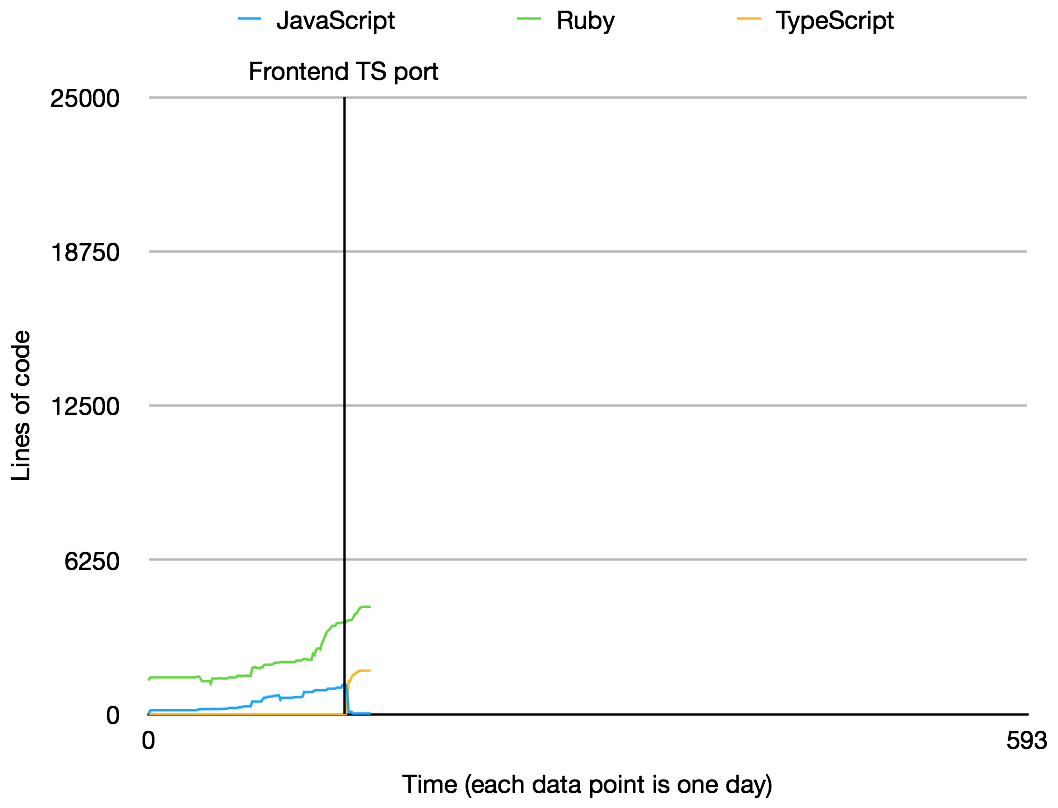 JavaScript Ruby TypeScript
Frontend TS port
25000
18750
12500
6250
0
Lines of code
0 593
Time (each data point is one day)